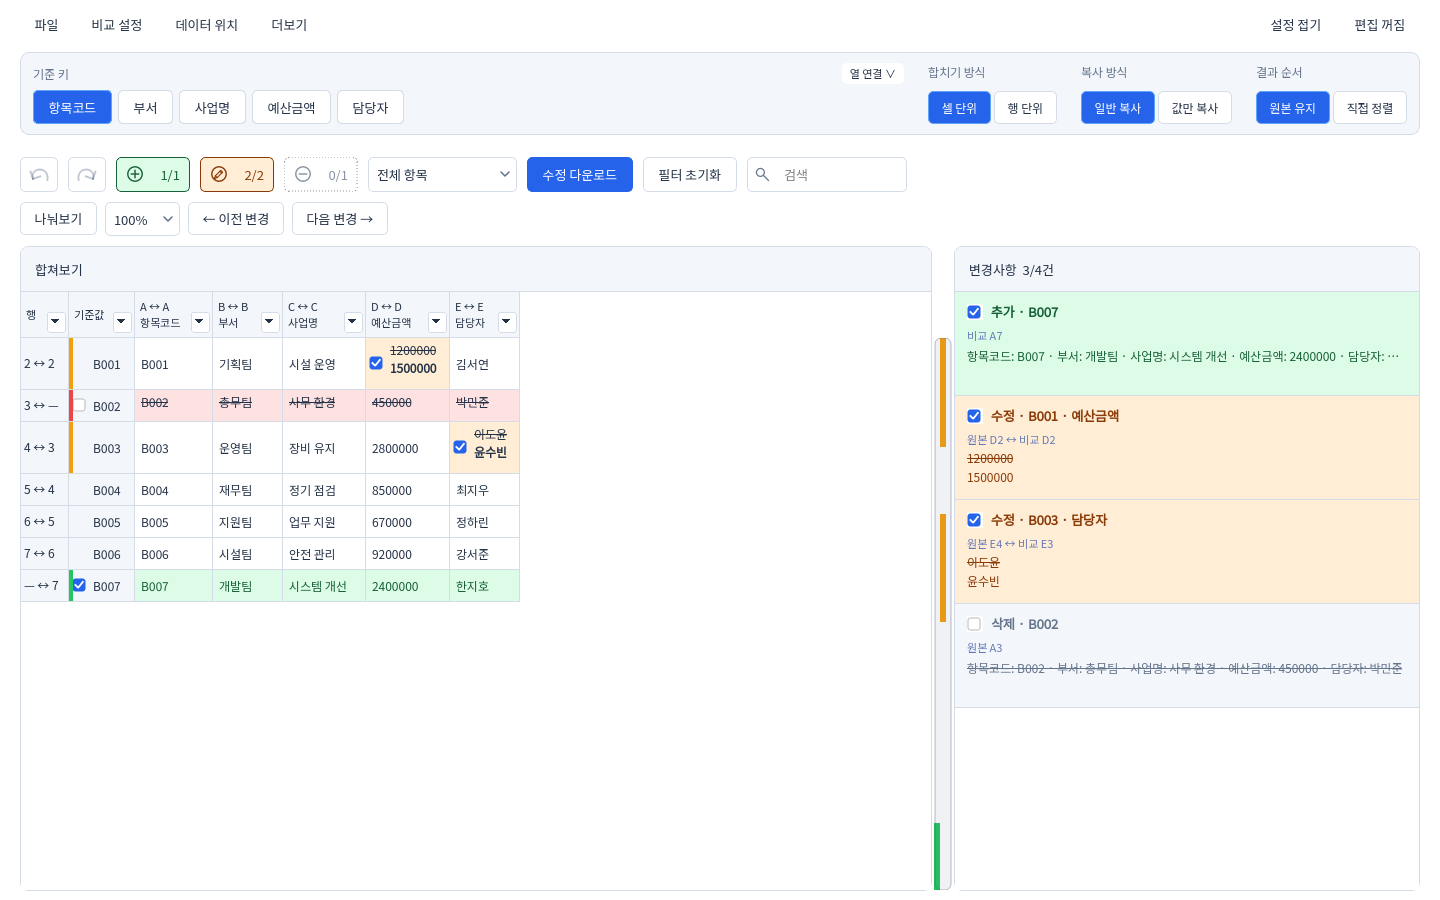 파일 비교 설정 데이터 위치 더보기 설정 접기 편집 꺼짐
기준 키 열 연결 ∨ 합치기 방식 복사 방식 결과 순서
항목코드 부서 사업명 예산금액 담당자 셀 단위 행 단위 일반 복사 값만 복사 원본 유지 직접 정렬
1/1 2/2 0/1 전체 항목 수정 다운로드 필터 초기화 검색
나눠보기 100% ← 이전 변경 다음 변경 →
합쳐보기
행 기준값 A ↔ A B ↔ B C ↔ C D ↔ D E ↔ E
항목코드 부서 사업명 예산금액 담당자
2 ↔ 2 B001 B001 기획팀 시설 운영 1200000 김서연
1500000
3 ↔ — B002 B002 총무팀 사무 환경 450000 박민준
4 ↔ 3 B003 B003 운영팀 장비 유지 2800000 이도윤
윤수빈
5 ↔ 4 B004 B004 재무팀 정기 점검 850000 최지우
6 ↔ 5 B005 B005 지원팀 업무 지원 670000 정하린
7 ↔ 6 B006 B006 시설팀 안전 관리 920000 강서준
— ↔ 7 B007 B007 개발팀 시스템 개선 2400000 한지호
변경사항 3/4건
추가 · B007
비교 A7
항목코드: B007 · 부서: 개발팀 · 사업명: 시스템 개선 · 예산금액: 2400000 · 담당자: ···
수정 · B001 · 예산금액
원본 D2 ↔ 비교 D2
1200000
1500000
수정 · B003 · 담당자
원본 E4 ↔ 비교 E3
이도윤
윤수빈
삭제 · B002
원본 A3
항목코드: B002 · 부서: 총무팀 · 사업명: 사무 환경 · 예산금액: 450000 · 담당자: 박민준